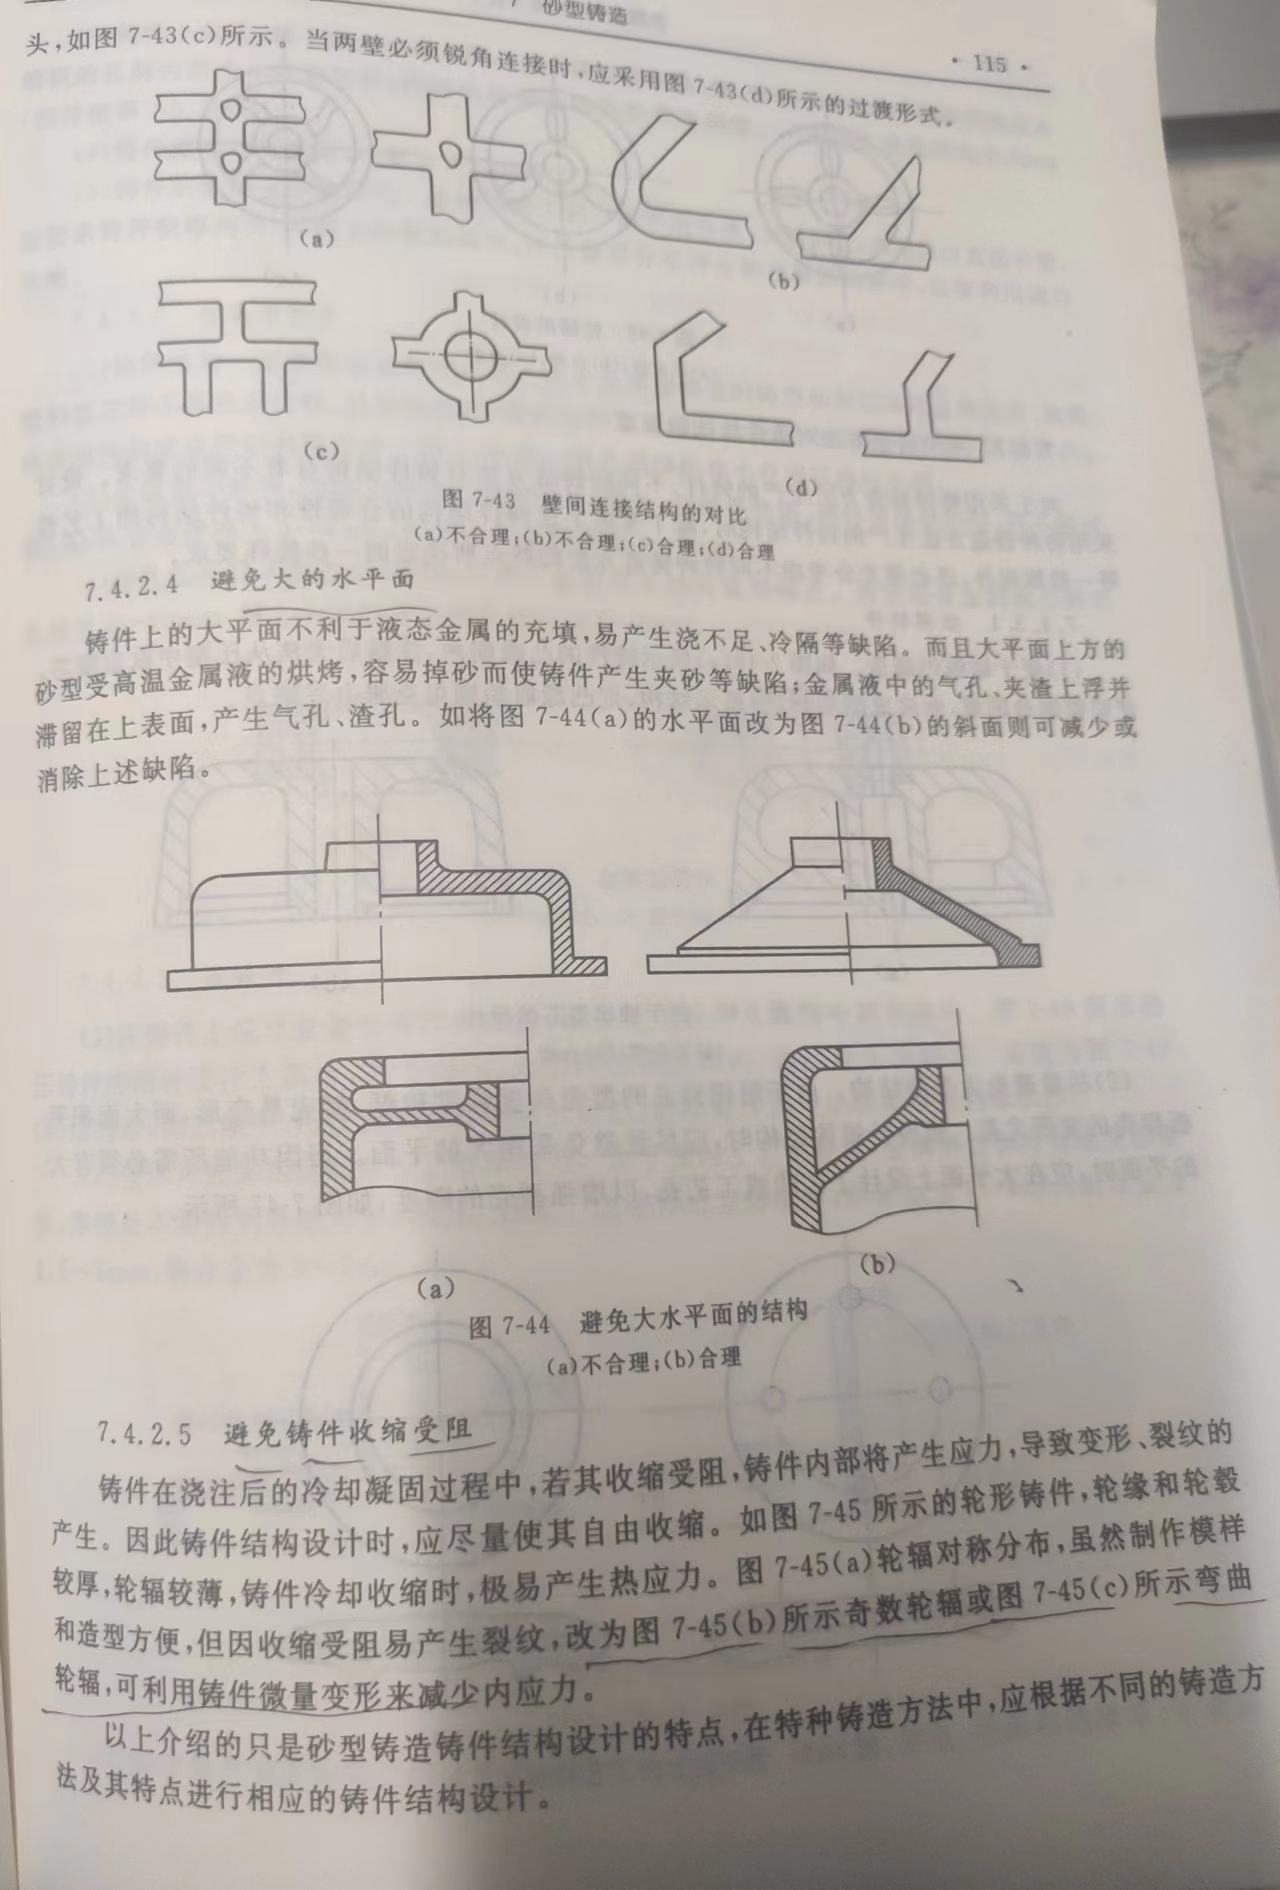 7 砂型铸造
· 115 ·
头,如图 7-43(c)所示。当两壁必须锐角连接时,应采用图 7-43(d)所示的过渡形式。
(a)
(b)
(c)
(d)
图 7-43 壁间连接结构的对比
(a)不合理;(b)不合理;(c)合理;(d)合理
7.4.2.4 避免大的水平面
铸件上的大平面不利于液态金属的充填,易产生浇不足、冷隔等缺陷。而且大平面上方的
砂型受高温金属液的烘烤,容易掉砂而使铸件产生夹砂等缺陷;金属液中的气孔、夹渣上浮并
滞留在上表面,产生气孔、渣孔。如将图 7-44(a)的水平面改为图 7-44(b)的斜面则可减少或
消除上述缺陷。
(a)
(b)
图 7-44 避免大水平面的结构
(a)不合理;(b)合理
7.4.2.5 避免铸件收缩受阻
铸件在浇注后的冷却凝固过程中,若其收缩受阻,铸件内部将产生应力,导致变形、裂纹的
产生。因此铸件结构设计时,应尽量使其自由收缩。如图 7-45 所示的轮形铸件,轮缘和轮毂
较厚,轮辐较薄,铸件冷却收缩时,极易产生热应力。图 7-45(a)轮辐对称分布,虽然制作模样
和造型方便,但因收缩受阻易产生裂纹,改为图 7-45(b)所示奇数轮辐或图 7-45(c)所示弯曲
轮辐,可利用铸件微量变形来减少内应力。
以上介绍的只是砂型铸造铸件结构设计的特点,在特种铸造方法中,应根据不同的铸造方
法及其特点进行相应的铸件结构设计。